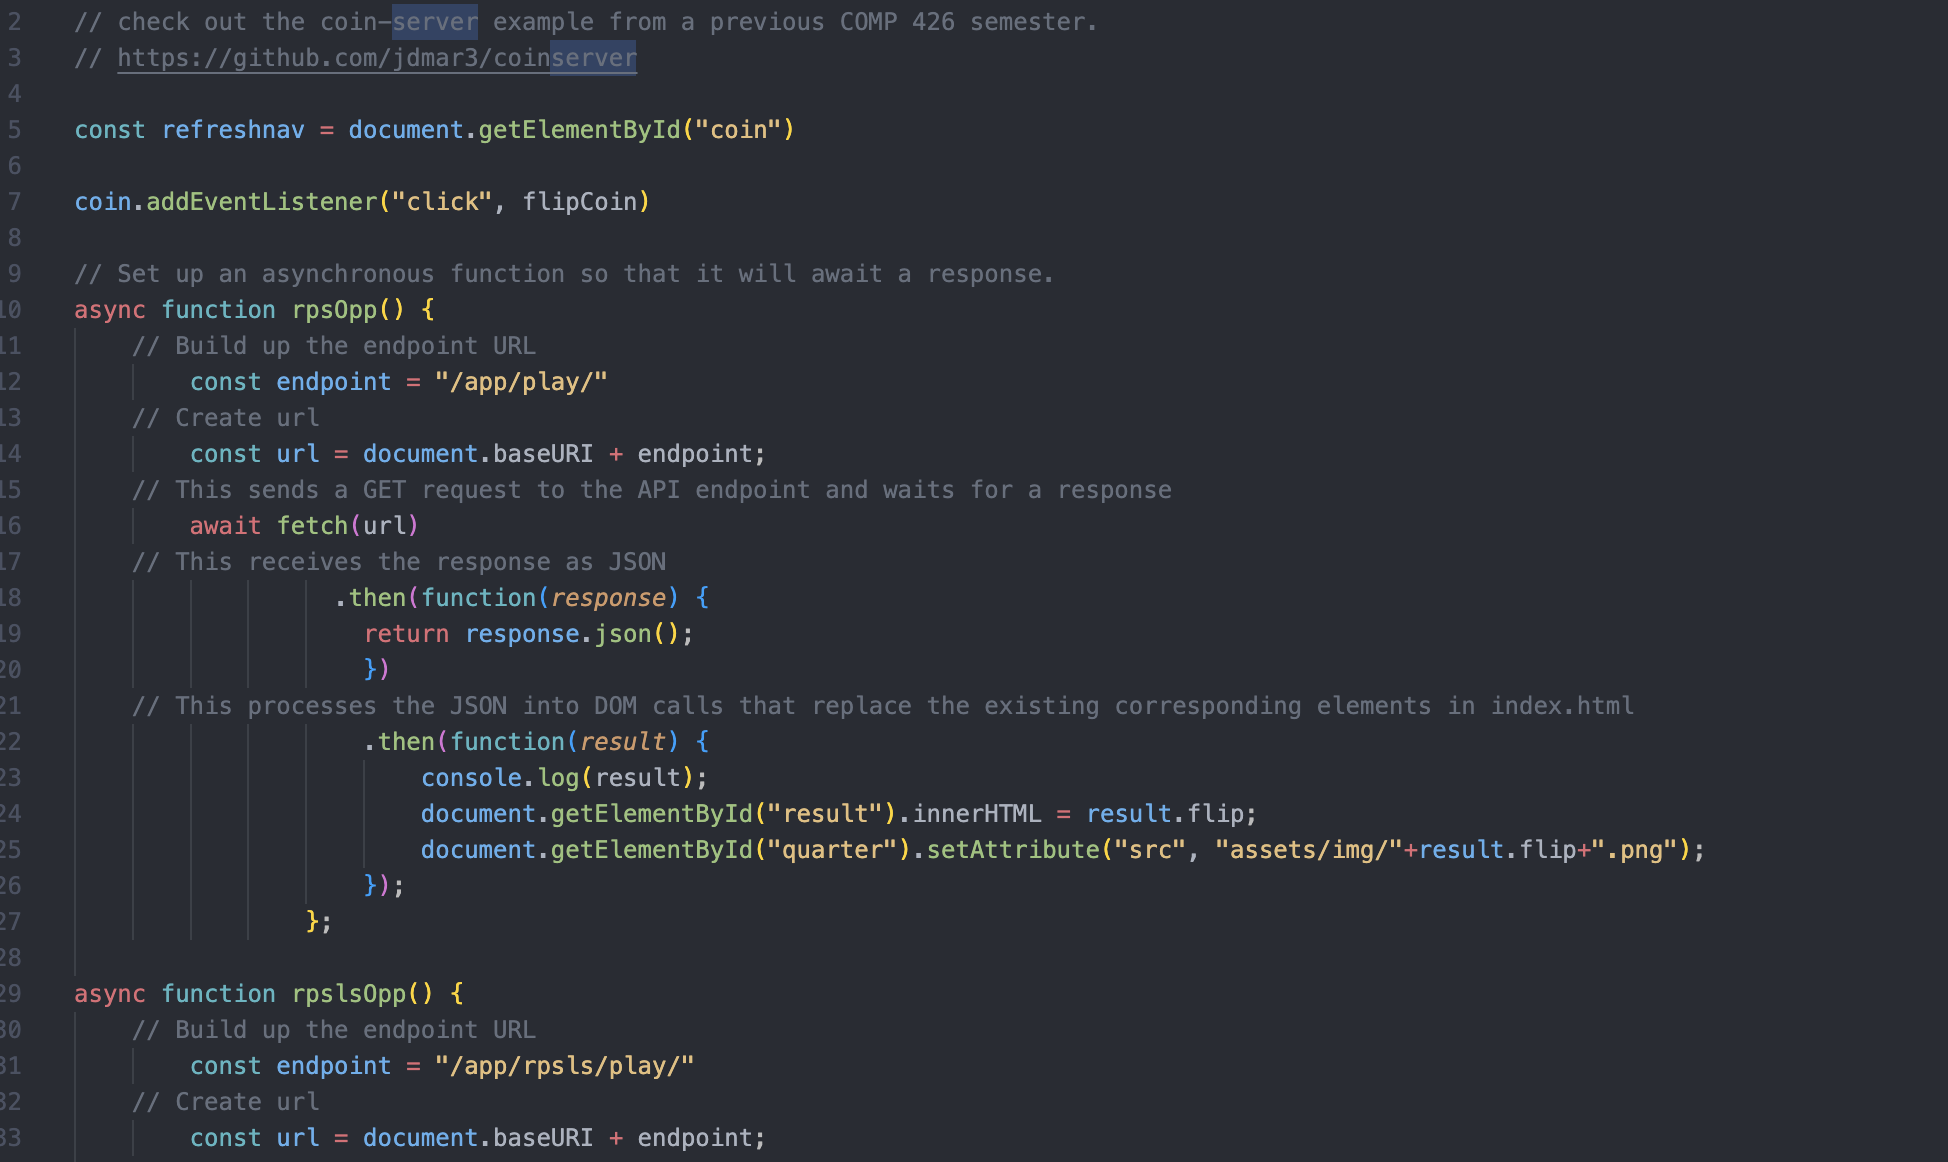 2 // check out the coin-server example from a previous COMP 426 semester.
3 // https://github.com/jdmar3/coinserver
4
5 const refreshnav = document.getElementById("coin")
6
7 coin.addEventListener("click", flipCoin)
8
9 // Set up an asynchronous function so that it will await a response.
10 async function rpsOpp() {
11 // Build up the endpoint URL
12 const endpoint = "/app/play/"
13 // Create url
14 const url = document.baseURI + endpoint;
15 // This sends a GET request to the API endpoint and waits for a response
16 await fetch(url)
17 // This receives the response as JSON
18 .then(function(response) {
19 return response.json();
20 })
21 // This processes the JSON into DOM calls that replace the existing corresponding elements in index.html
22 .then(function(result) {
23 console.log(result);
24 document.getElementById("result").innerHTML = result.flip;
25 document.getElementById("quarter").setAttribute("src", "assets/img/"+result.flip+".png");
26 });
27 };
28
29 async function rpslsOpp() {
30 // Build up the endpoint URL
31 const endpoint = "/app/rpsls/play/"
32 // Create url
33 const url = document.baseURI + endpoint;